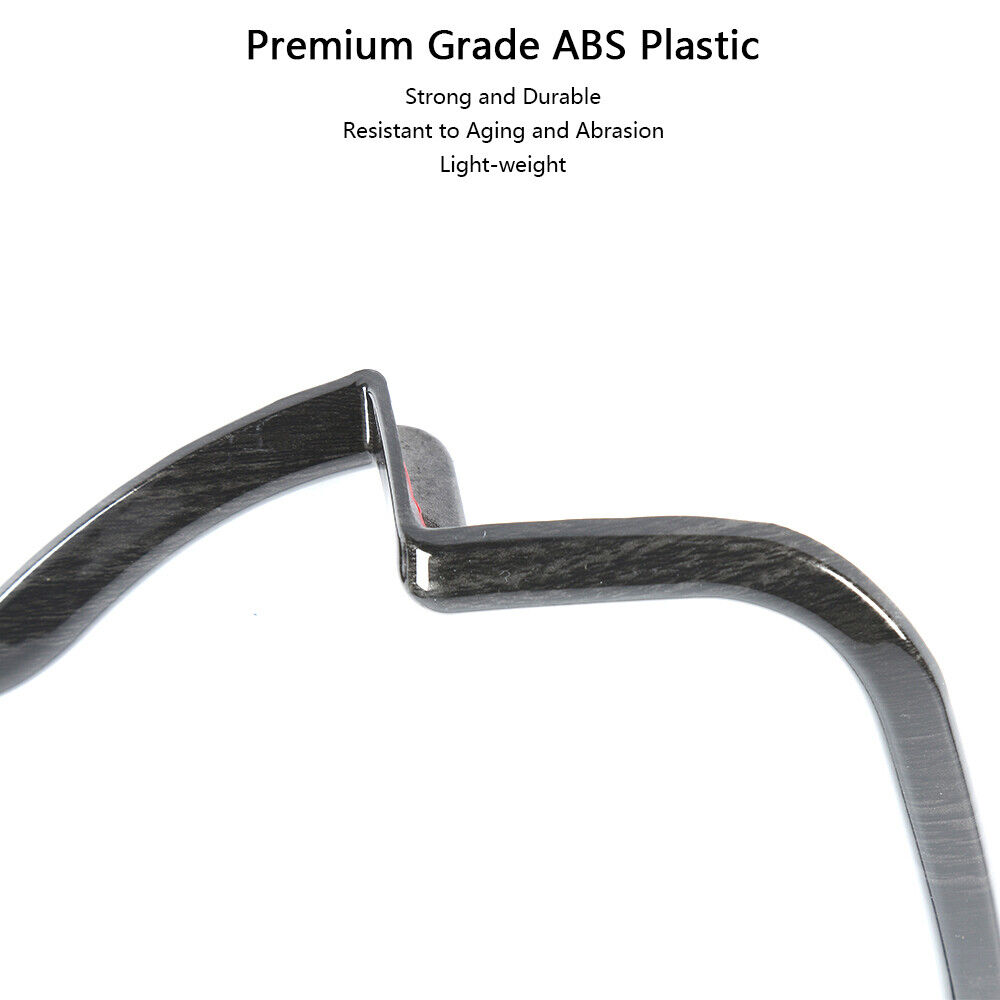 Premium Grade ABS Plastic
Strong and Durable
Resistant to Aging and Abrasion
Light-weight